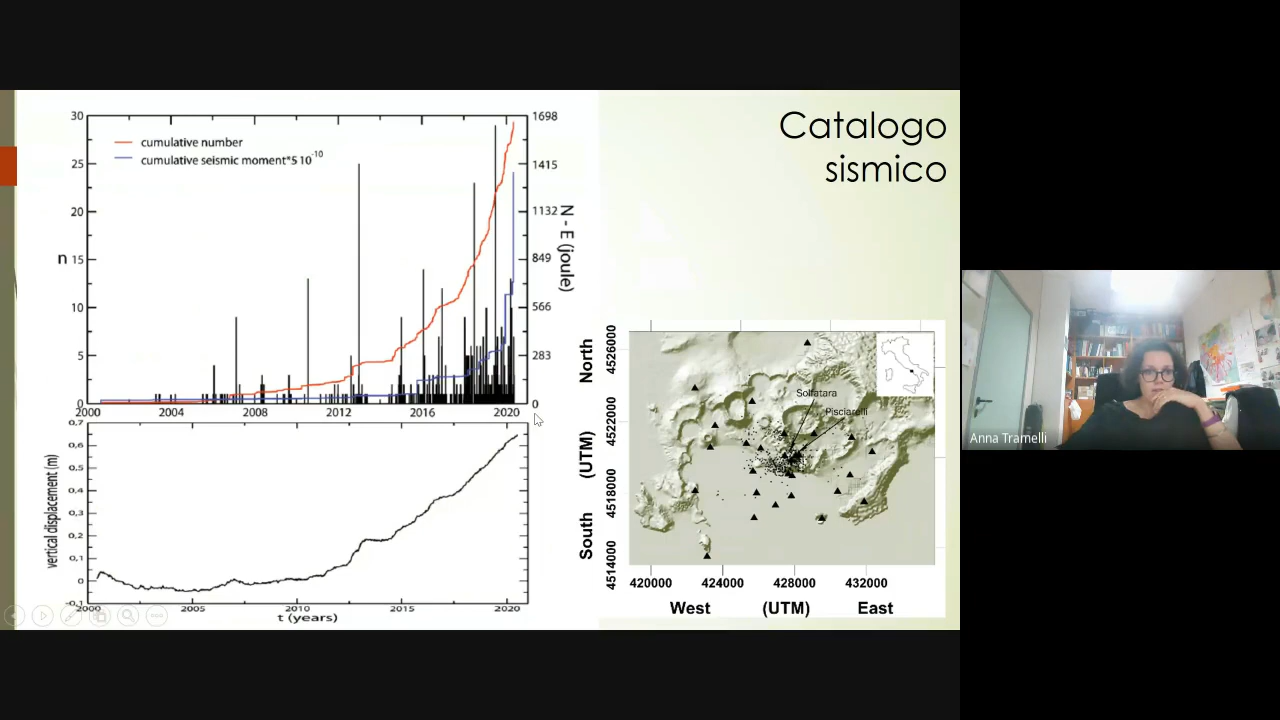 Catalogo
sismico
30
25
20
15
10
5
0
n
cumulative number
cumulative seismic moment*5 10
-10
1698
1415
1132
849
566
283
0
N - E (joule)
2000
2004
2008
2012
2016
2020
0,7
0,6
0,5
0,4
0,3
0,2
0,1
0
-0,1
vertical displacement (m)
2000
2005
2010
2015
2020
t (years)
North
(UTM)
South
4526000
4522000
4518000
4514000
Solfatara
Pisciarelli
420000
424000
428000
432000
West
(UTM)
East
Anna Tramelli